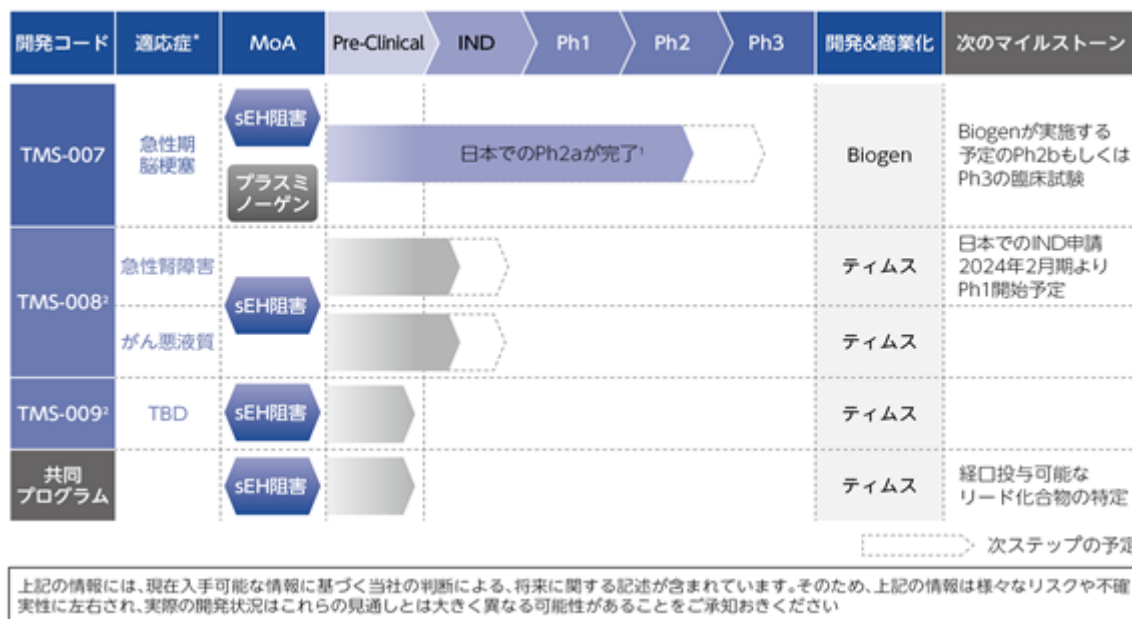 開発コード 適応症* MoA Pre-Clinical IND Ph1 Ph2 Ph3 開発&商業化 次のマイルストーン
TMS-007
急性期
脳梗塞
sEH阻害
プラスミ
ノーゲン
日本でのPh2aが完了¹
Biogen
Biogenが実施する
予定のPh2bもしくは
Ph3の臨床試験
TMS-008²
急性腎障害
sEH阻害
ティムス
日本でのIND申請
2024年2月期より
Ph1開始予定
がん悪液質
ティムス
TMS-009² TBD sEH阻害 ティムス
共同
プログラム
sEH阻害
ティムス
経口投与可能な
リード化合物の特定
次ステップの予定
上記の情報には、現在入手可能な情報に基づく当社の判断による、将来に関する記述が含まれています。そのため、上記の情報は様々なリスクや不確
実性に左右され、実際の開発状況はこれらの見通しとは大きく異なる可能性があることをご承知おきください